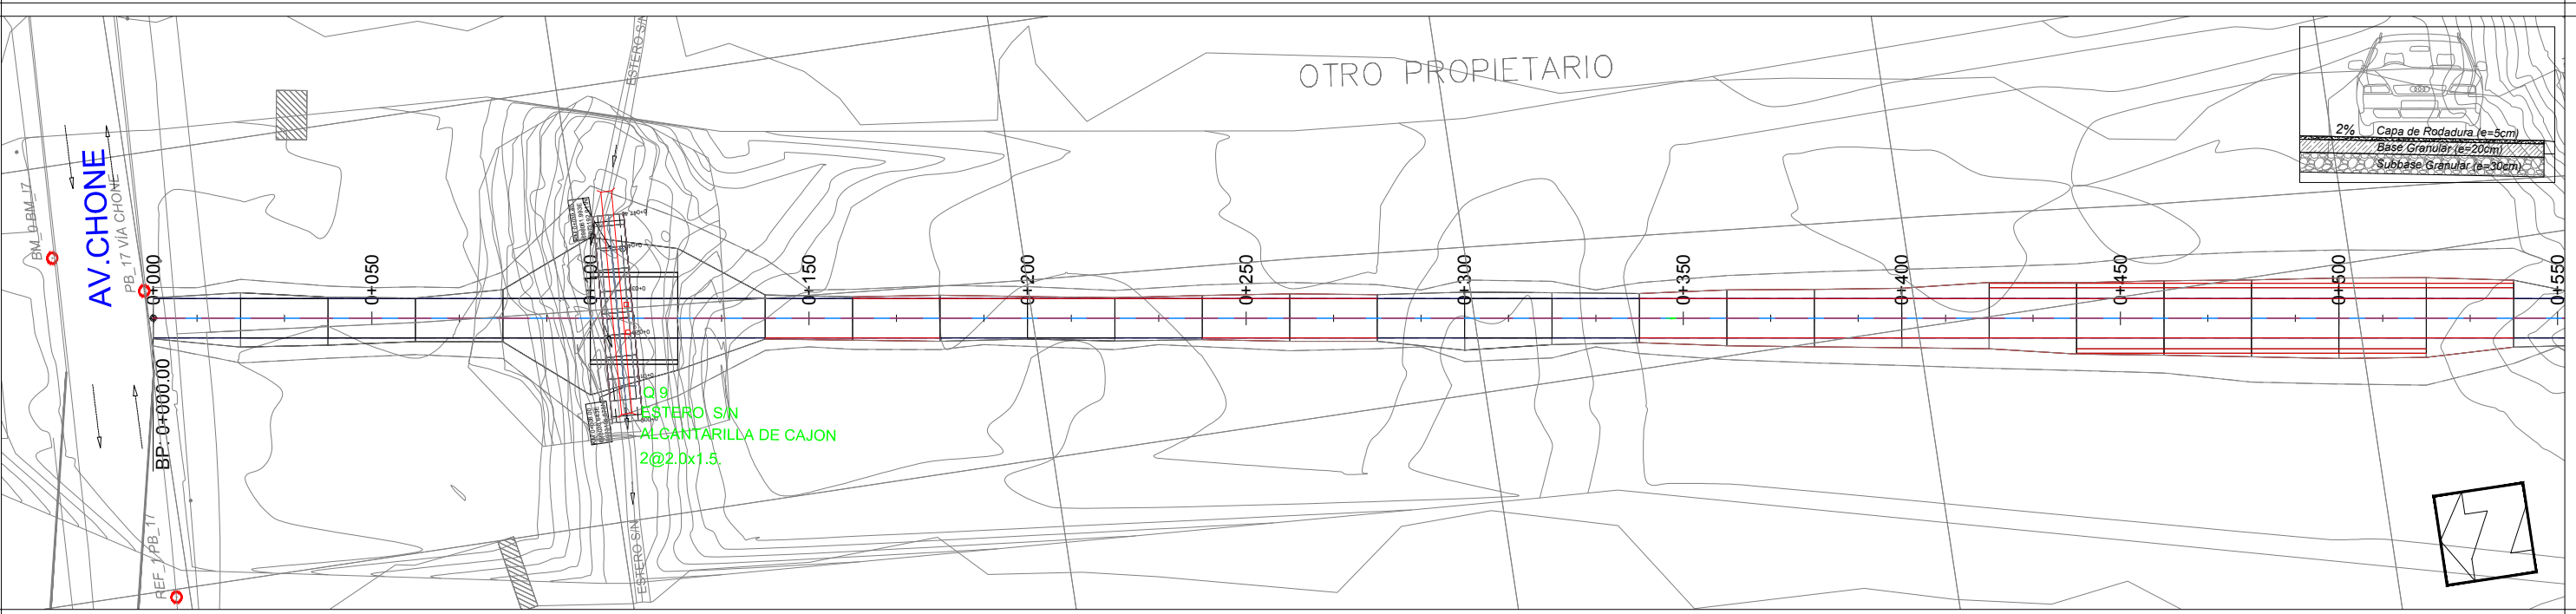 ESTERO S/N
OTRO PROPIETARIO
2% Capa de Rodadura (e=5cm)
Base Granular (e=20cm)
Subbase Granular (e=30cm)
BM_0 BM_17
AV.CHONE
PB_17 VÍA CHONE
0+000
0+050
0+100
0+150
0+200
0+250
0+300
0+350
0+400
0+450
0+500
0+550
BP: 0+000.00
Q 9
ESTERO S/N
ALCANTARILLA DE CAJON
2@2.0x1.5.
REF_1PB_17
ESTERO S/N